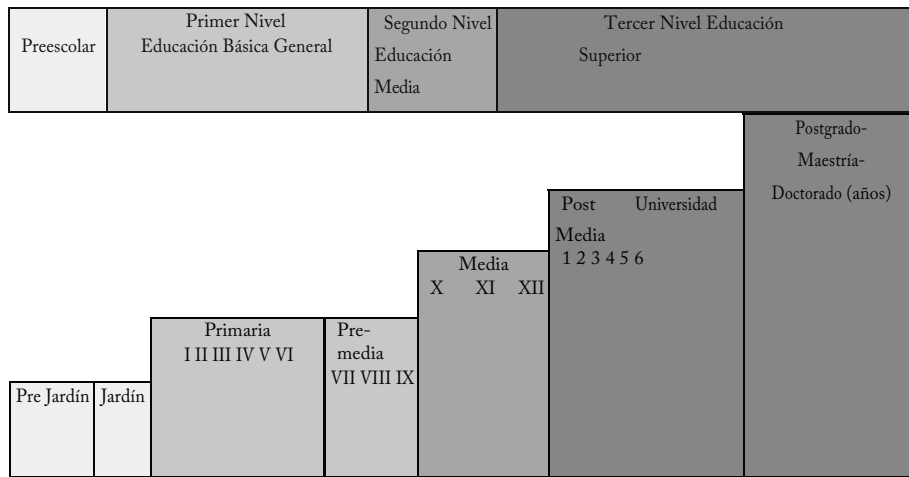 Preescolar
Primer Nivel
Educación Básica General
Segundo Nivel
Educación
Media
Tercer Nivel Educación
Superior
Postgrado-
Maestría-
Doctorado (años)
Post Universidad
Media
1 2 3 4 5 6
Media
X XI XII
Primaria
I II III IV V VI
Pre-
media
VII VIII IX
Pre Jardín
Jardín